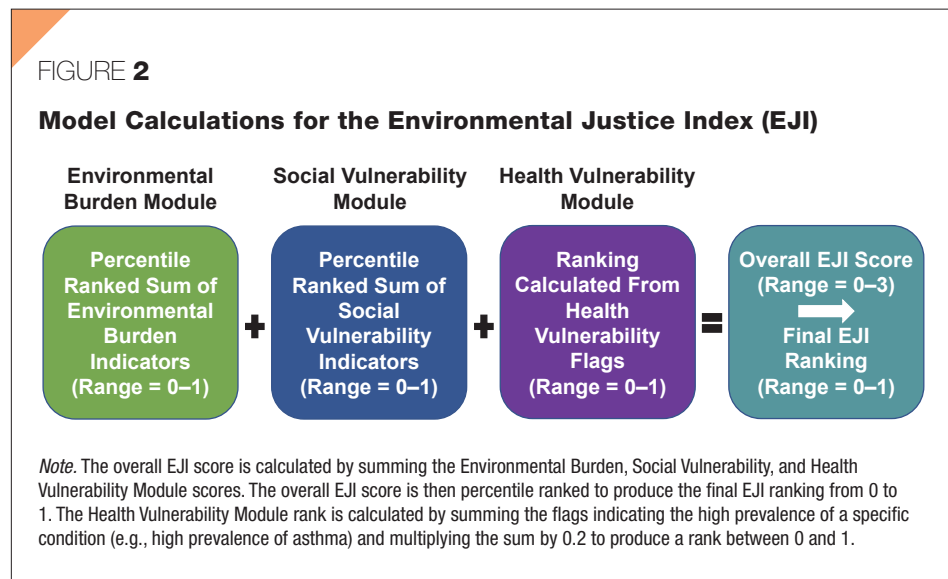 FIGURE 2
Model Calculations for the Environmental Justice Index (EJI)
Environmental
Burden Module
Social Vulnerability
Module
Health Vulnerability
Module
Percentile
Ranked Sum of
Environmental
Burden
Indicators
(Range = 0–1)
+
Percentile
Ranked Sum of
Social
Vulnerability
Indicators
(Range = 0–1)
+
Ranking
Calculated From
Health
Vulnerability
Flags
(Range = 0–1)
=
Overall EJI Score
(Range = 0–3)
Final EJI
Ranking
(Range = 0–1)
Note. The overall EJI score is calculated by summing the Environmental Burden, Social Vulnerability, and Health
Vulnerability Module scores. The overall EJI score is then percentile ranked to produce the final EJI ranking from 0 to
1. The Health Vulnerability Module rank is calculated by summing the flags indicating the high prevalence of a specific
condition (e.g., high prevalence of asthma) and multiplying the sum by 0.2 to produce a rank between 0 and 1.